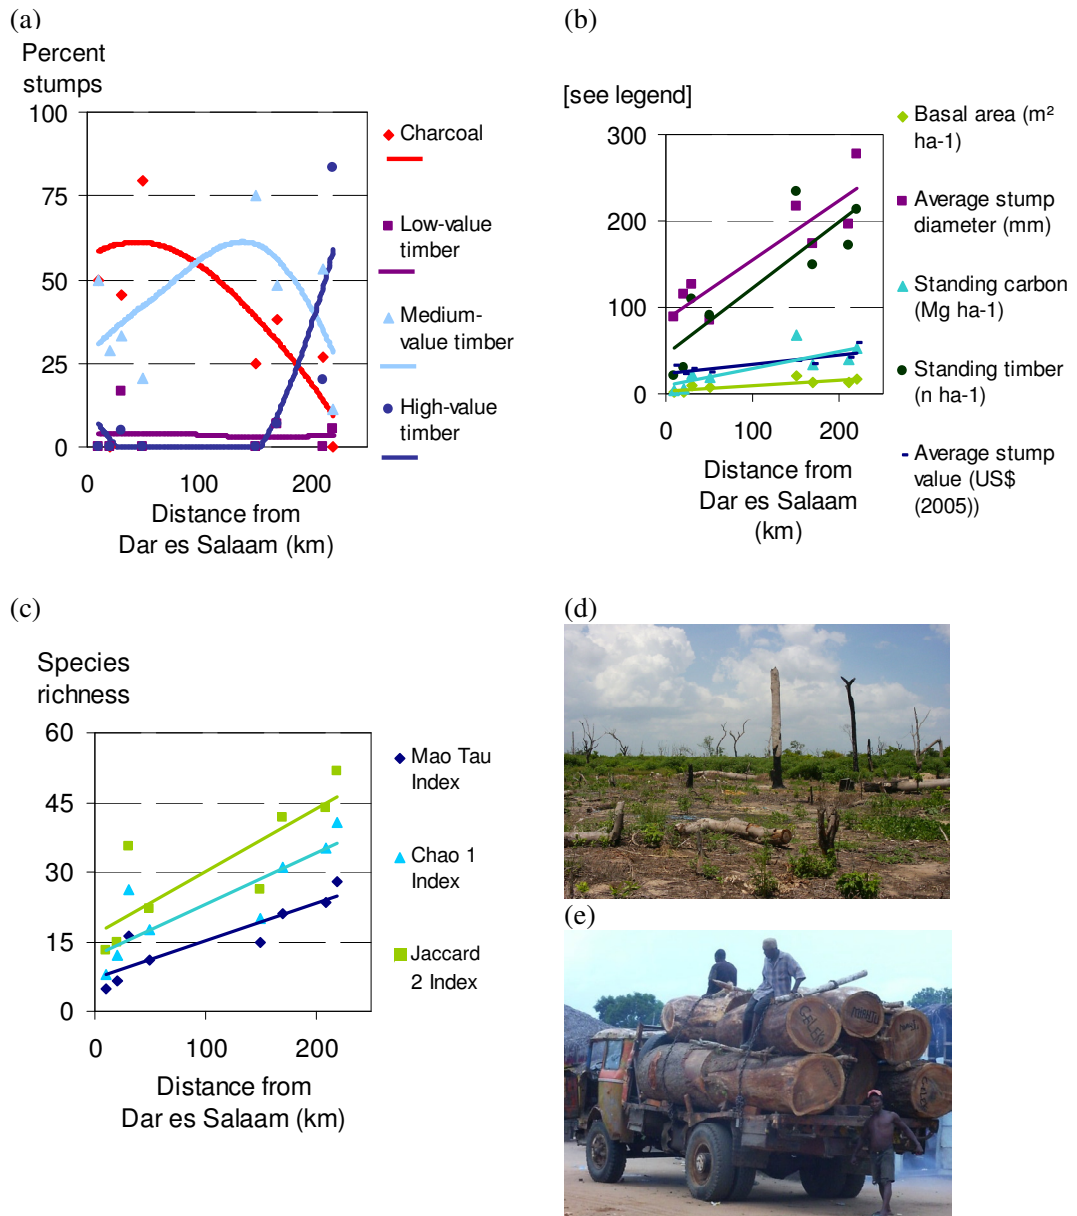 (a)
Percent
stumps
100
75
50
25
0
0
100
200
Distance from
Dar es Salaam (km)
Charcoal
Low-value
timber
Medium-
value timber
High-value
timber
(b)
[see legend]
300
200
100
0
0
100
200
Distance from
Dar es Salaam
(km)
Basal area (m²
ha-1)
Average stump
diameter (mm)
Standing carbon
(Mg ha-1)
Standing timber
(n ha-1)
Average stump
value (US$
(2005))
(c)
Species
richness
60
45
30
15
0
0
100
200
Distance from
Dar es Salaam (km)
Mao Tau
Index
Chao 1
Index
Jaccard
2 Index
(d)
(e)